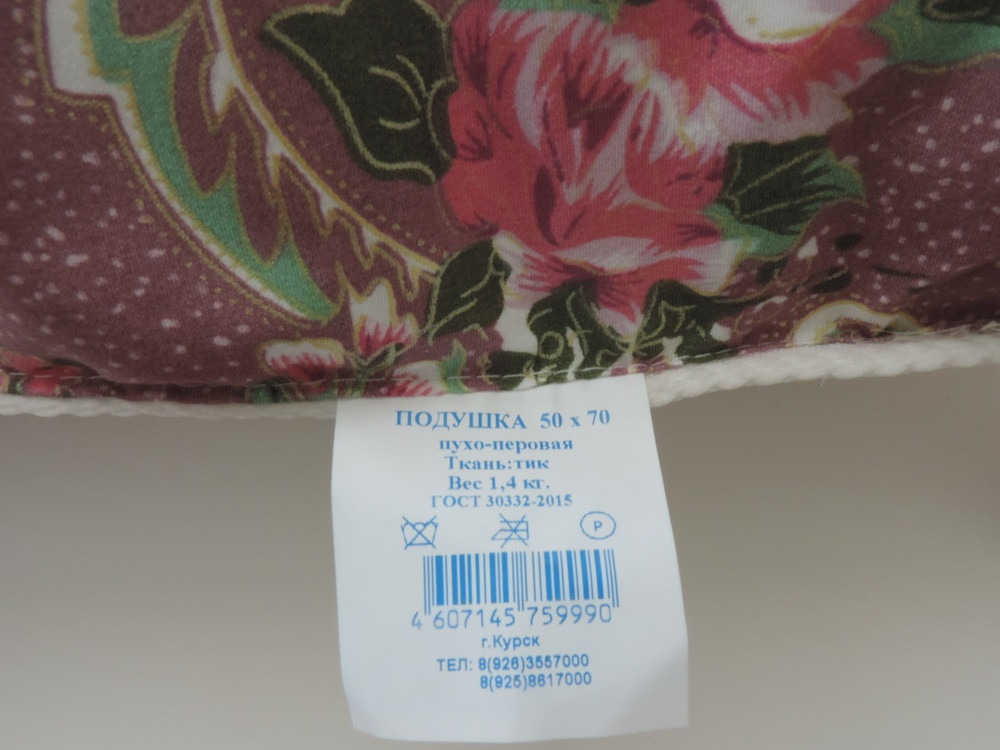 ПОДУШКА 50 х 70
пухо-перовая
Ткань:тик
Вес 1,4 кг.
ГОСТ 30332-2015
P
4 607145 759990
г.Курск
ТЕЛ: 8(926)3557000
8(925)8617000